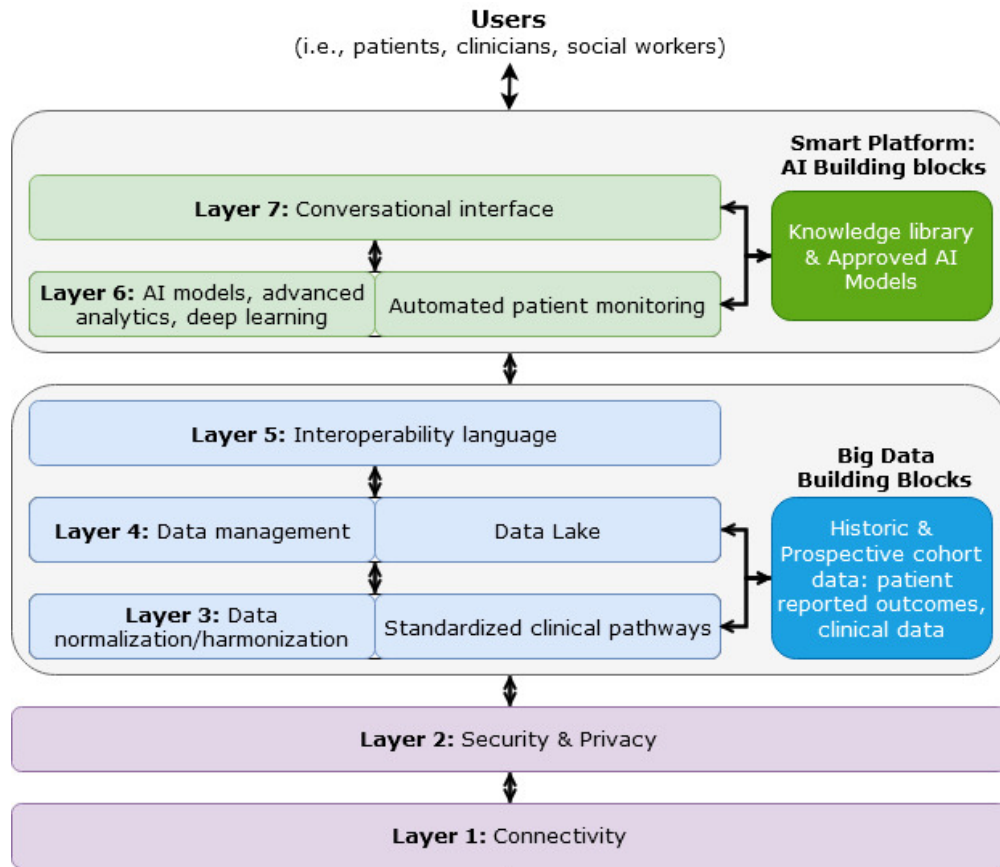 Users
(i.e., patients, clinicians, social workers)
Smart Platform:
AI Building blocks
Layer 7: Conversational interface
Knowledge library
& Approved AI
Models
Layer 6: AI models, advanced
analytics, deep learning
Automated patient monitoring
Layer 5: Interoperability language
Big Data
Building Blocks
Layer 4: Data management
Data Lake
Historic &
Prospective cohort
data: patient
reported outcomes,
clinical data
Layer 3: Data
normalization/harmonization
Standardized clinical pathways
Layer 2: Security & Privacy
Layer 1: Connectivity